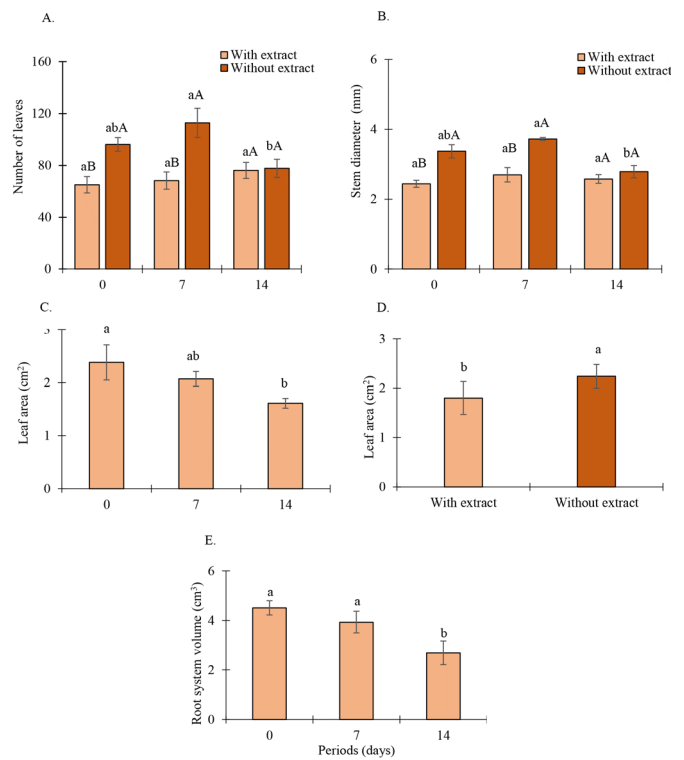 A.
160
120
80
40
0
Number of leaves
With extract
Without extract
aB
abA
aB
aA
aA
bA
0
7
14
B.
6
4
2
0
Stem diameter (mm)
With extract
Without extract
aB
abA
aB
aA
aA
bA
0
7
14
C.
2
1
0
Leaf area (cm²)
a
ab
b
0
7
14
D.
3
2
1
0
Leaf area (cm²)
b
a
With extract
Without extract
E.
6
4
2
0
Root system volume (cm³)
a
a
b
0
7
14
Periods (days)